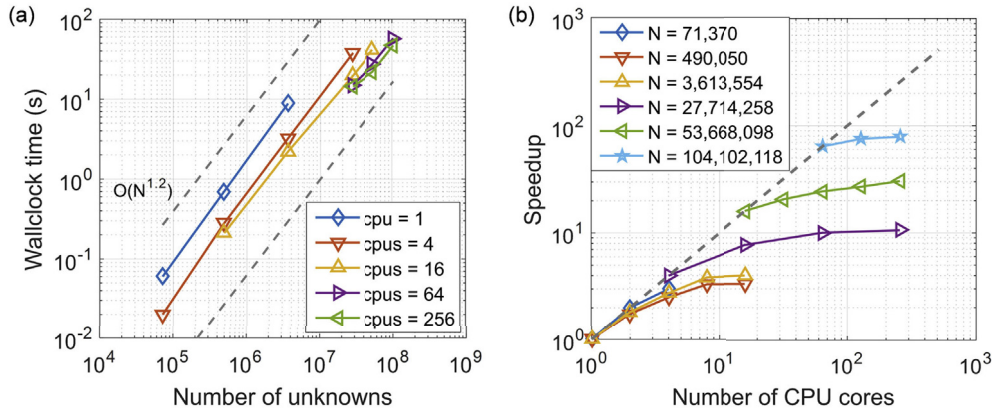 (a)
10^2
10^1
10^0
10^-1
10^-2
Wallclock time (s)
O(N^1.2)
cpu = 1
cpus = 4
cpus = 16
cpus = 64
cpus = 256
10^4 10^5 10^6 10^7 10^8 10^9
Number of unknowns
(b)
10^3
10^2
10^1
10^0
Speedup
N = 71,370
N = 490,050
N = 3,613,554
N = 27,714,258
N = 53,668,098
N = 104,102,118
10^0 10^1 10^2 10^3
Number of CPU cores